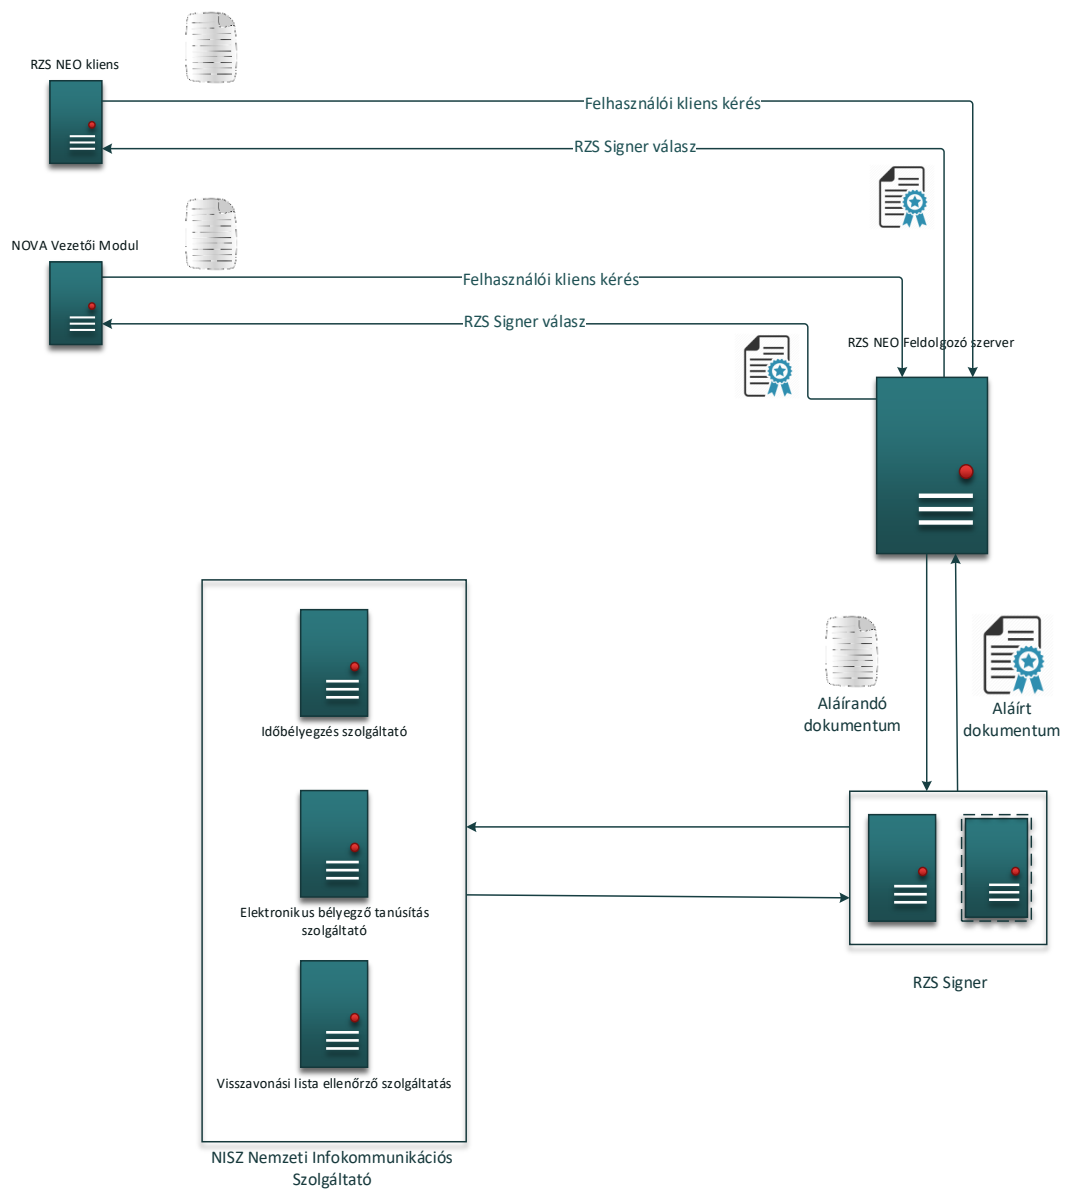 RZS NEO kliens
Felhasználói kliens kérés
RZS Signer válasz
NOVA Vezetői Modul
Felhasználói kliens kérés
RZS Signer válasz
RZS NEO Feldolgozó szerver
Aláírandó
dokumentum
Aláírt
dokumentum
Időbélyegzés szolgáltató
Elektronikus bélyegző tanúsítás
szolgáltató
Visszavonási lista ellenőrző szolgáltatás
RZS Signer
NISZ Nemzeti Infokommunikációs
Szolgáltató